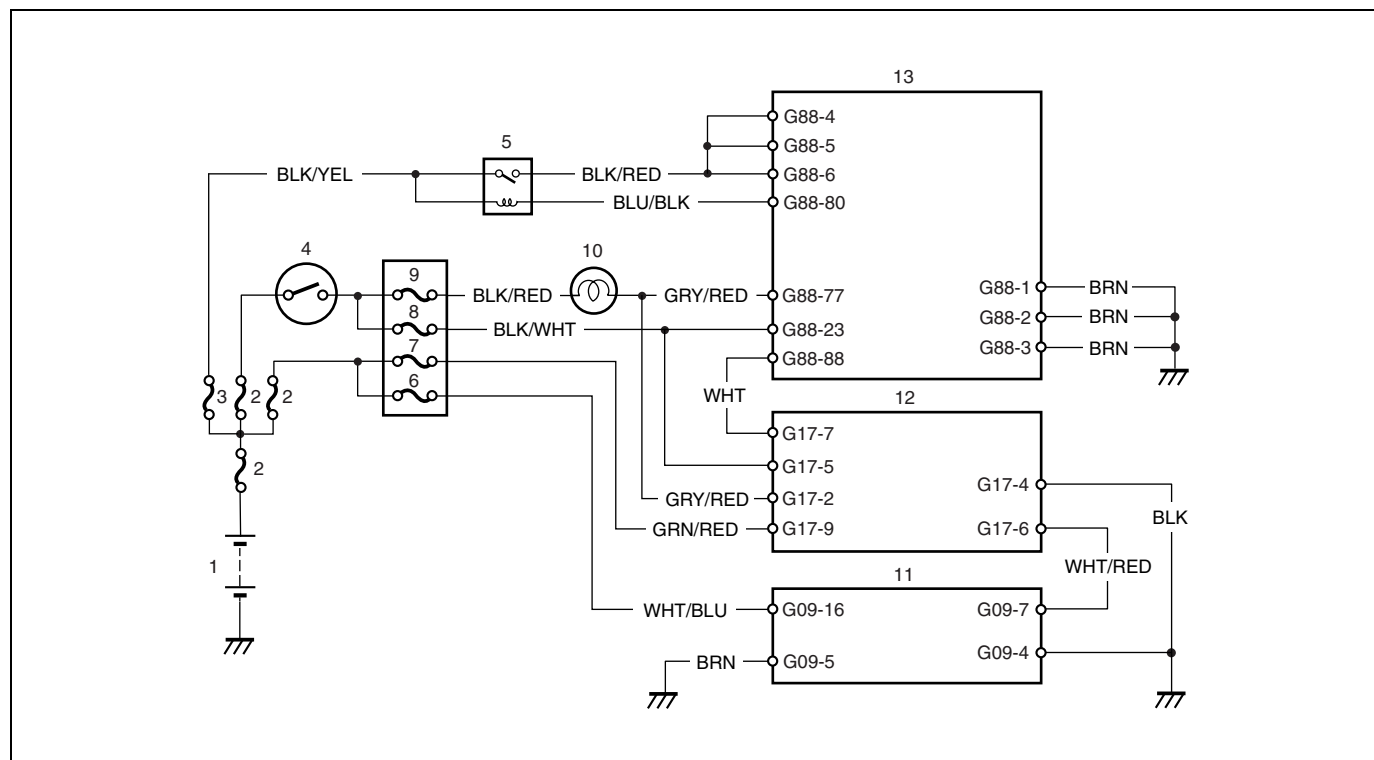 13
G88-4
5
G88-5
BLK/YEL
BLK/RED
G88-6
BLU/BLK
G88-80
4
10
9
BLK/RED
GRY/RED
G88-77
G88-1
BRN
8
BLK/WHT
G88-23
G88-2
BRN
7
G88-88
G88-3
BRN
6
3
2
2
WHT
12
G17-7
2
G17-5
G17-4
GRY/RED
G17-2
BLK
GRN/RED
G17-9
G17-6
WHT/RED
1
11
WHT/BLU
G09-16
G09-7
BRN
G09-5
G09-4